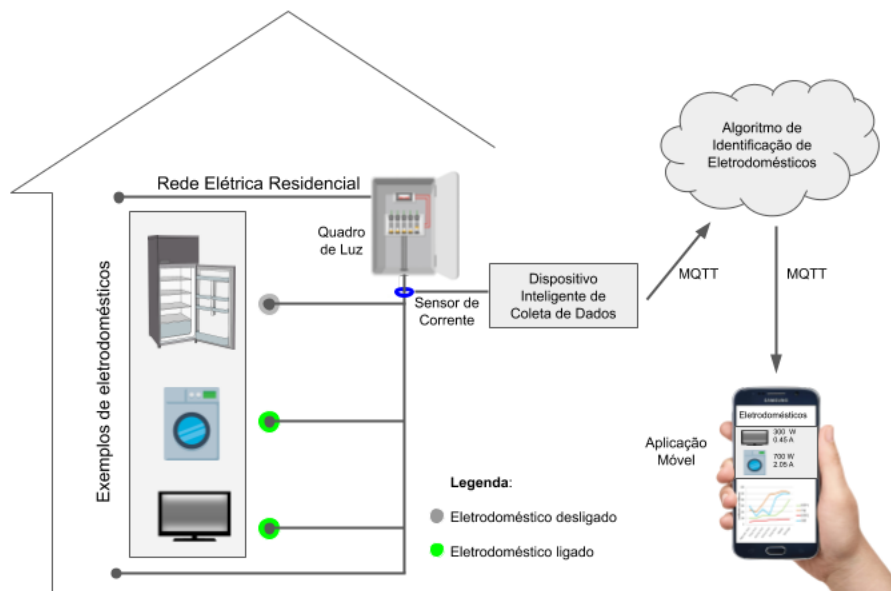 Rede Elétrica Residencial
Quadro
de Luz
Exemplos de eletrodomésticos
Sensor de
Corrente
Dispositivo
Inteligente de
Coleta de Dados
MQTT
Algoritmo de
Identificação de
Eletrodomésticos
MQTT
Aplicação
Móvel
SAMSUNG
Eletrodomésticos
300 W
0.45 A
700 W
2.05 A
Legenda:
Eletrodoméstico desligado
Eletrodoméstico ligado